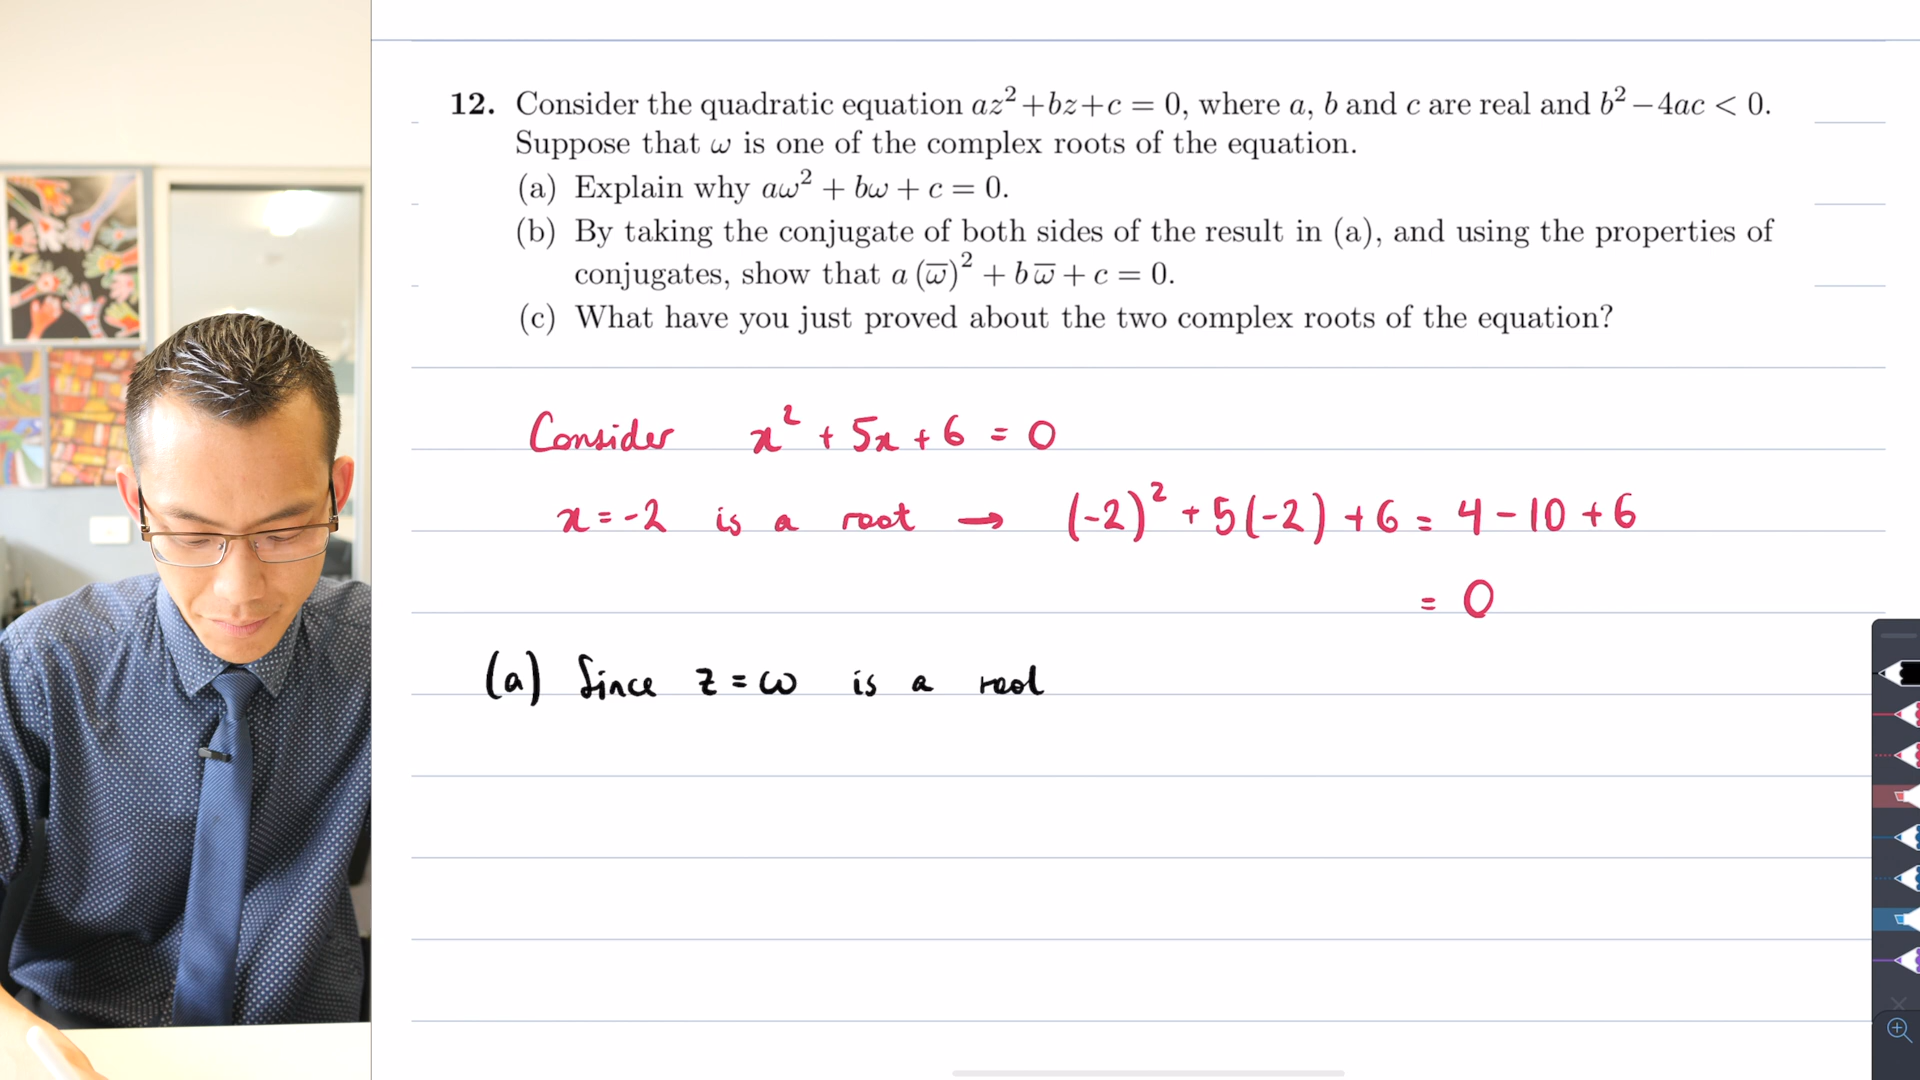 12. Consider the quadratic equation az²+bz+c = 0, where a, b and c are real and b²−4ac < 0.
Suppose that ω is one of the complex roots of the equation.
(a) Explain why aω² + bω + c = 0.
(b) By taking the conjugate of both sides of the result in (a), and using the properties of
conjugates, show that a (ω̅)² + b ω̅ + c = 0.
(c) What have you just proved about the two complex roots of the equation?
Consider x² + 5x + 6 = 0
x = -2 is a root → (-2)² + 5(-2) + 6 = 4 - 10 + 6
= 0
(a) Since z = ω is a root